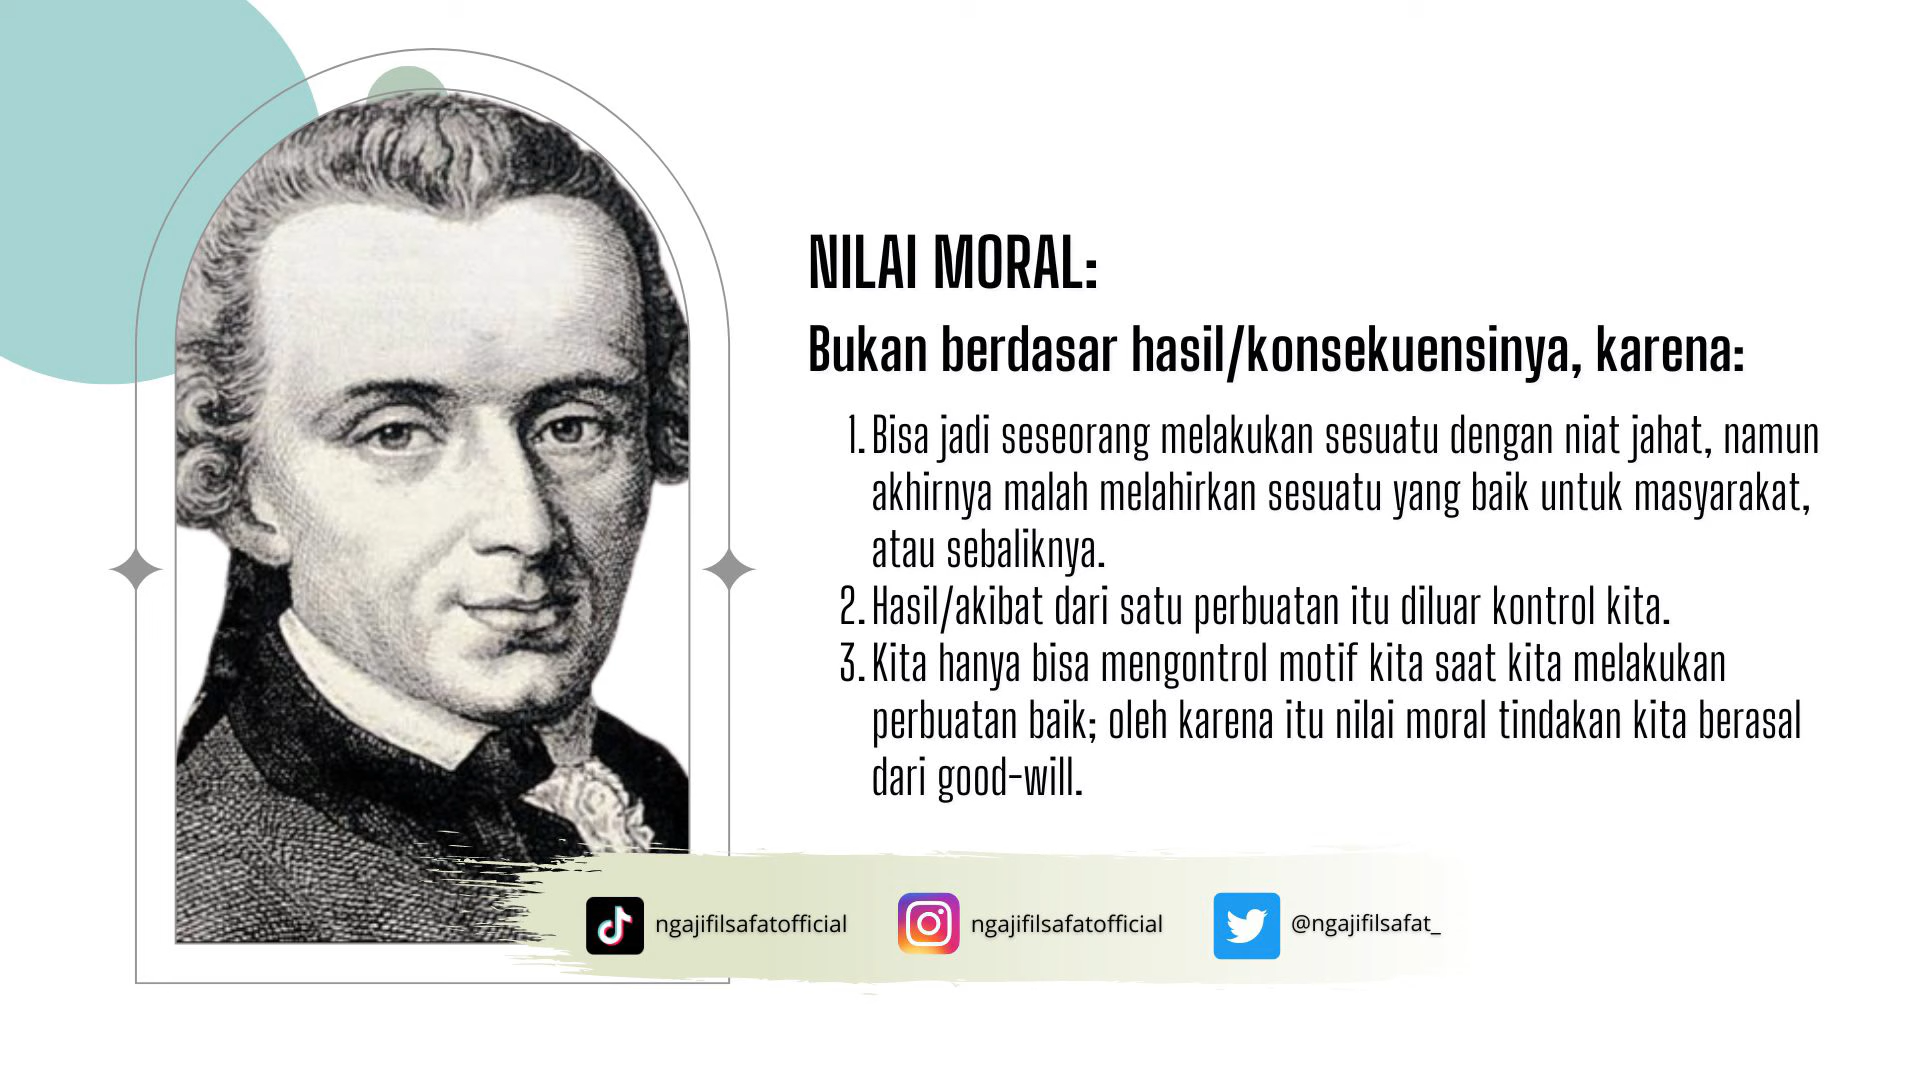 NILAI MORAL:
Bukan berdasar hasil/konsekuensinya, karena:
1. Bisa jadi seseorang melakukan sesuatu dengan niat jahat, namun
akhirnya malah melahirkan sesuatu yang baik untuk masyarakat,
atau sebaliknya.
2. Hasil/akibat dari satu perbuatan itu diluar kontrol kita.
3. Kita hanya bisa mengontrol motif kita saat kita melakukan
perbuatan baik; oleh karena itu nilai moral tindakan kita berasal
dari good-will.
ngajifilsafatofficial ngajifilsafatofficial @ngajifilsafat_